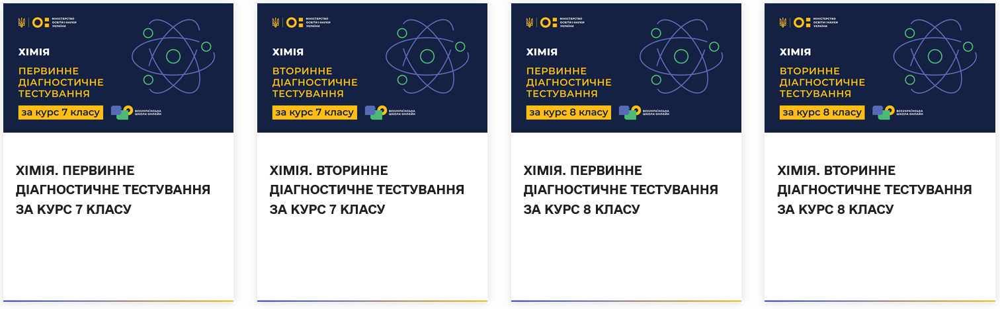 МІНІСТЕРСТВО
ОСВІТИ І НАУКИ
УКРАЇНИ
ХІМІЯ
ПЕРВИННЕ
ДІАГНОСТИЧНЕ
ТЕСТУВАННЯ
за курс 7 класу
ВСЕУКРАЇНСЬКА
ШКОЛА ОНЛАЙН
ХІМІЯ. ПЕРВИННЕ
ДІАГНОСТИЧНЕ ТЕСТУВАННЯ
ЗА КУРС 7 КЛАСУ
МІНІСТЕРСТВО
ОСВІТИ І НАУКИ
УКРАЇНИ
ХІМІЯ
ВТОРИННЕ
ДІАГНОСТИЧНЕ
ТЕСТУВАННЯ
за курс 7 класу
ВСЕУКРАЇНСЬКА
ШКОЛА ОНЛАЙН
ХІМІЯ. ВТОРИННЕ
ДІАГНОСТИЧНЕ ТЕСТУВАННЯ
ЗА КУРС 7 КЛАСУ
МІНІСТЕРСТВО
ОСВІТИ І НАУКИ
УКРАЇНИ
ХІМІЯ
ПЕРВИННЕ
ДІАГНОСТИЧНЕ
ТЕСТУВАННЯ
за курс 8 класу
ВСЕУКРАЇНСЬКА
ШКОЛА ОНЛАЙН
ХІМІЯ. ПЕРВИННЕ
ДІАГНОСТИЧНЕ ТЕСТУВАННЯ
ЗА КУРС 8 КЛАСУ
МІНІСТЕРСТВО
ОСВІТИ І НАУКИ
УКРАЇНИ
ХІМІЯ
ВТОРИННЕ
ДІАГНОСТИЧНЕ
ТЕСТУВАННЯ
за курс 8 класу
ВСЕУКРАЇНСЬКА
ШКОЛА ОНЛАЙН
ХІМІЯ. ВТОРИННЕ
ДІАГНОСТИЧНЕ ТЕСТУВАННЯ
ЗА КУРС 8 КЛАСУ